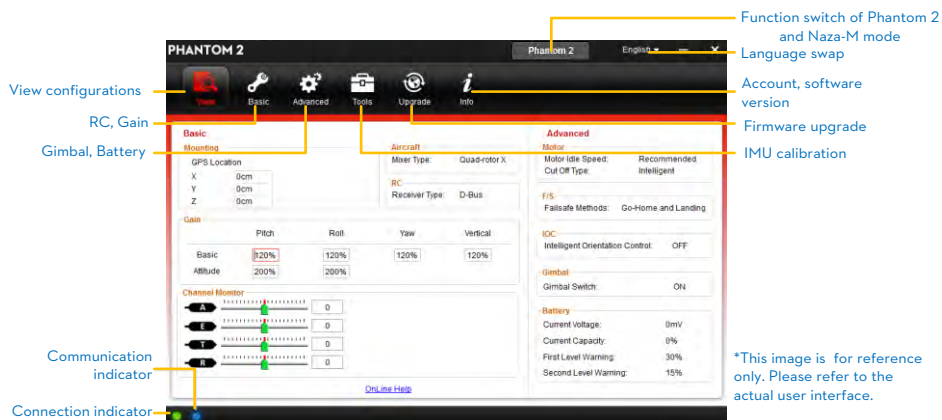 Function switch of Phantom 2
and Naza-M mode
PHANTOM 2
Phantom 2
English
Language swap
View configurations
View
Basic
Advanced
Tools
Upgrade
Info
Account, software
version
RC, Gain
Firmware upgrade
Gimbal, Battery
IMU calibration
Basic
Mounting
GPS Location
X 0cm
Y 0cm
Z 0cm
Aircraft
Mixer Type: Quad-rotor X
RC
Receiver Type: D-Bus
Gain
Pitch Roll Yaw Vertical
Basic 120% 120% 120% 120%
Attitude 200% 200%
Channel Monitor
A 0
E 0
T 0
R 0
OnLine Help
Advanced
Motor
Motor Idle Speed: Recommended
Cut Off Type: Intelligent
F/S
Failsafe Methods: Go-Home and Landing
IOC
Intelligent Orientation Control: OFF
Gimbal
Gimbal Switch: ON
Battery
Current Voltage: 0mV
Current Capacity: 0%
First Level Warning: 30%
Second Level Warning: 15%
Communication
indicator
Connection indicator
*This image is for reference
only. Please refer to the
actual user interface.